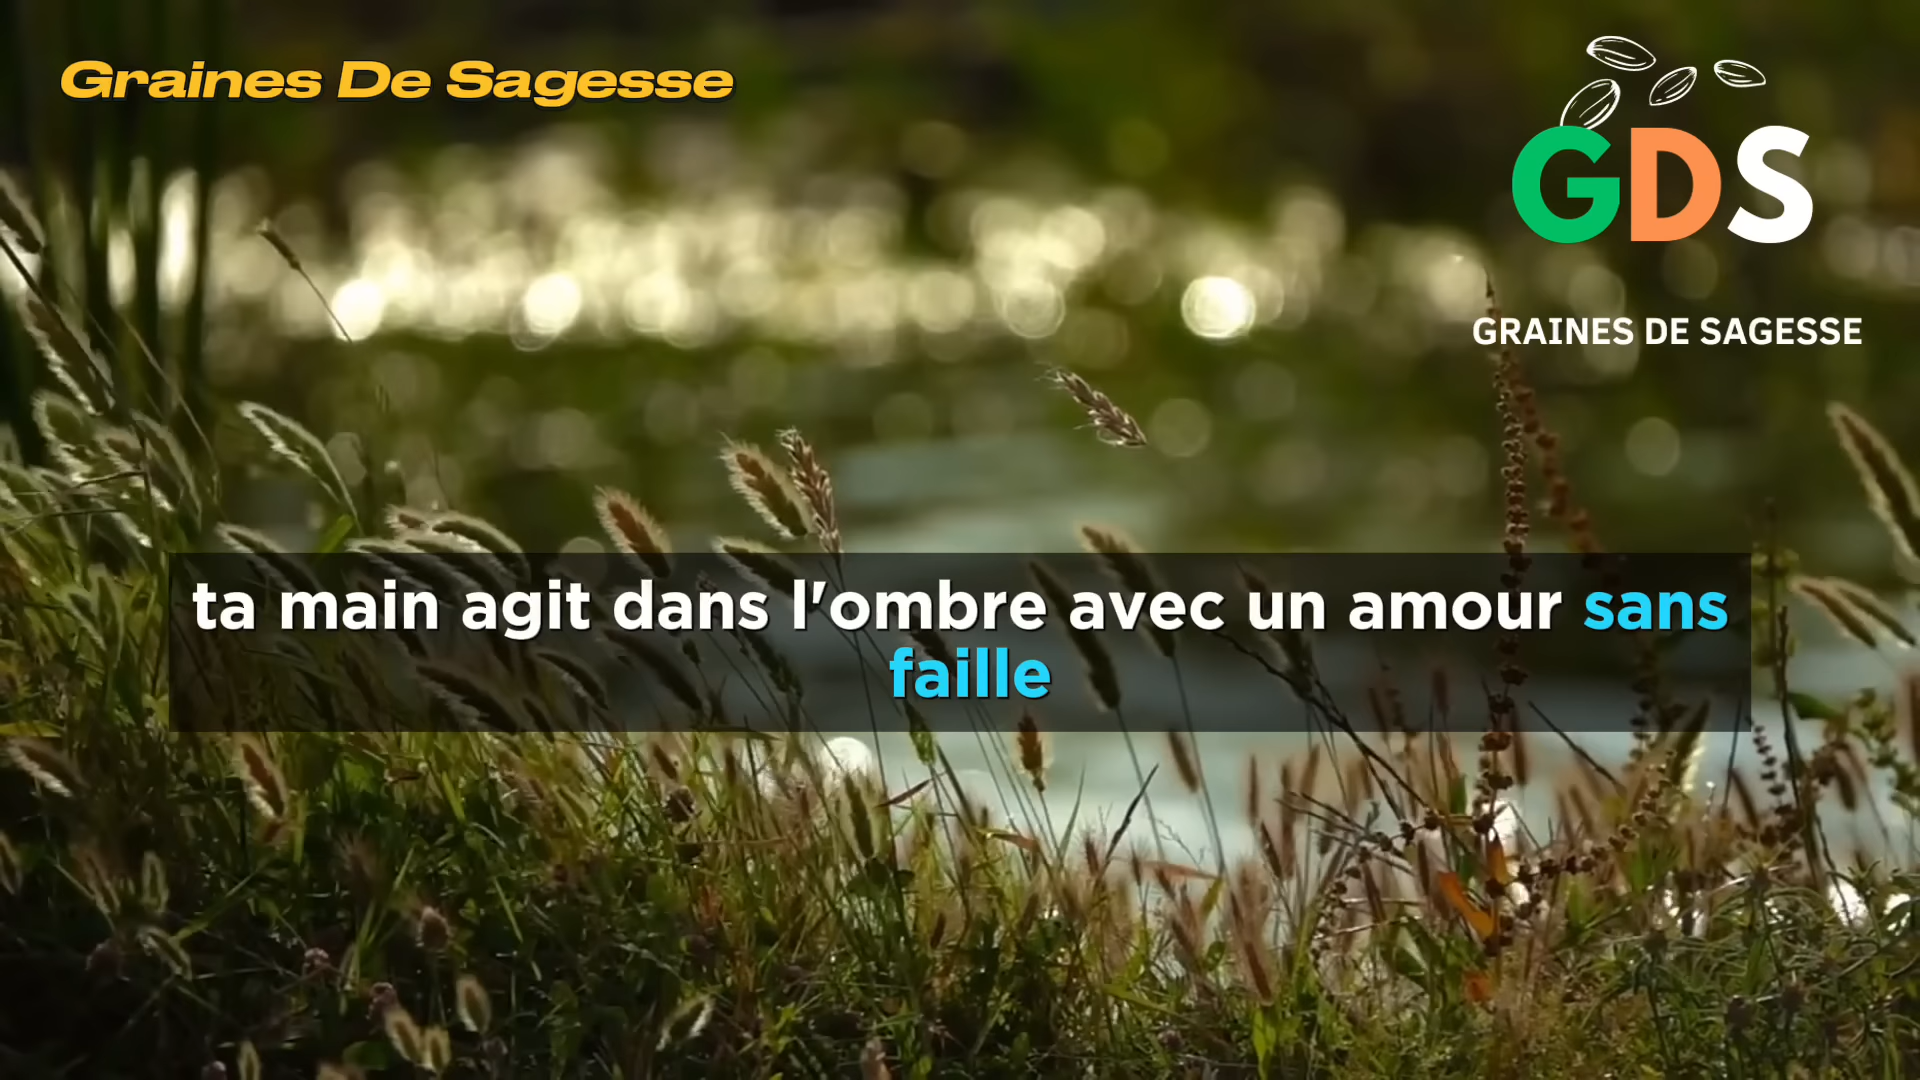 Graines De Sagesse
GDS
GRAINES DE SAGESSE
ta main agit dans l'ombre avec un amour sans
faille